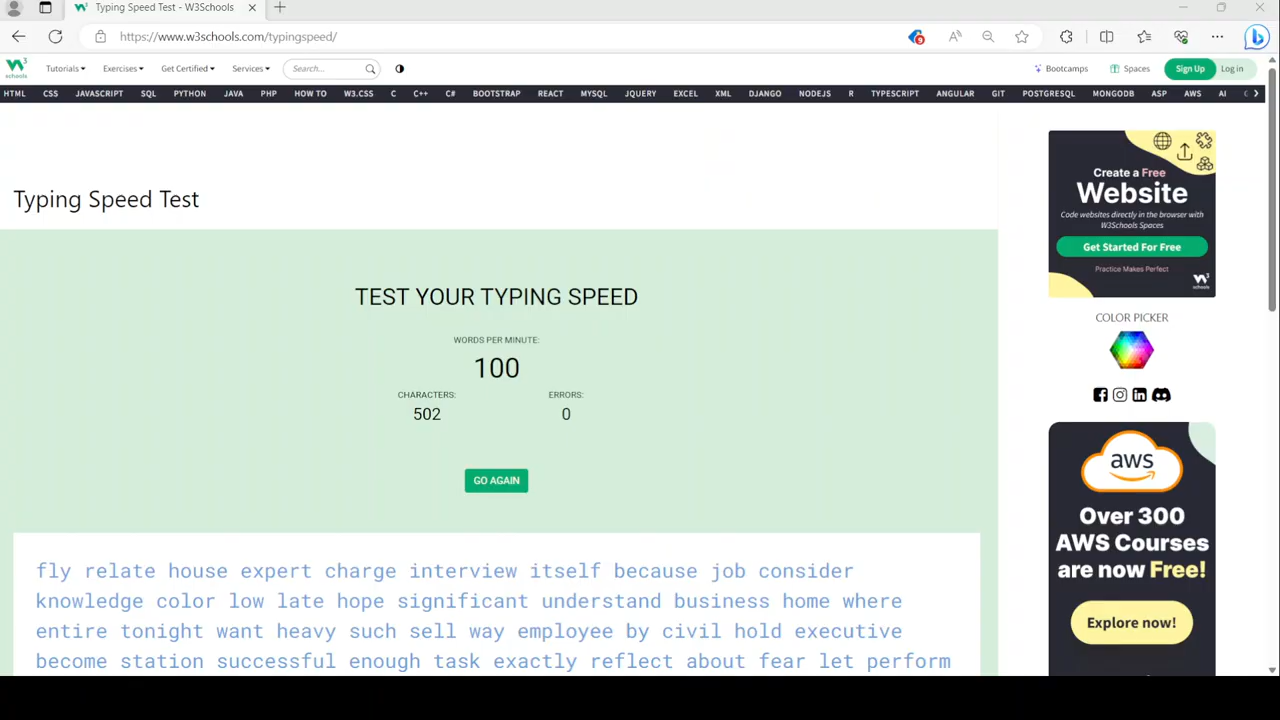 Typing Speed Test - W3Schools
https://www.w3schools.com/typingspeed/
9
schools
Tutorials Exercises Get Certified Services Search... Bootcamps Spaces Sign Up Log in
HTML CSS JAVASCRIPT SQL PYTHON JAVA PHP HOW TO W3.CSS C C++ C# BOOTSTRAP REACT MYSQL JQUERY EXCEL XML DJANGO NODEJS R TYPESCRIPT ANGULAR GIT POSTGRESQL MONGODB ASP AWS AI
Typing Speed Test
TEST YOUR TYPING SPEED
WORDS PER MINUTE:
100
CHARACTERS: ERRORS:
502 0
GO AGAIN
fly relate house expert charge interview itself because job consider
knowledge color low late hope significant understand business home where
entire tonight want heavy such sell way employee by civil hold executive
become station successful enough task exactly reflect about fear let perform
Create a Free
Website
Code websites directly in the browser with
W3Schools Spaces
Get Started For Free
Practice Makes Perfect
schools
COLOR PICKER
aws
Over 300
AWS Courses
are now Free!
Explore now!